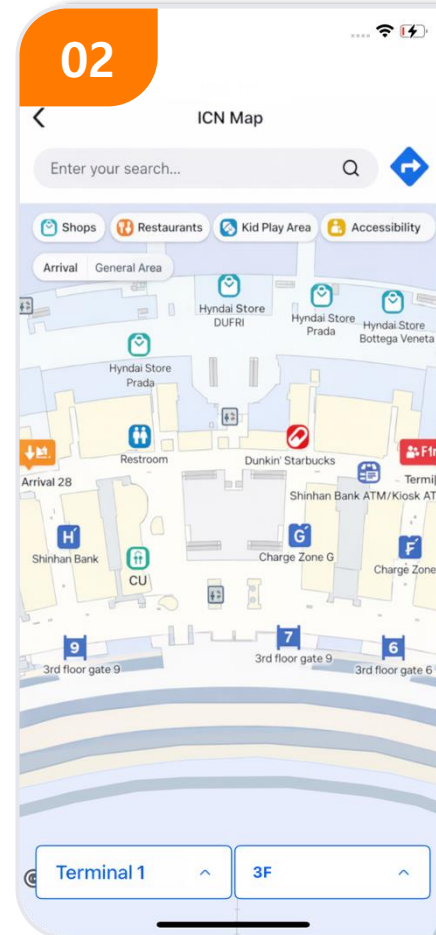 02
ICN Map
Enter your search...
Shops
Restaurants
Kid Play Area
Accessibility
Arrival
General Area
Hyndai Store
DUFRI
Hyndai Store
Prada
Hyndai Store
Bottega Veneta
Hyndai Store
Prada
Restroom
Dunkin' Starbucks
F1r
Arrival 28
Termi
Shinhan Bank ATM/Kiosk AT
H
Shinhan Bank
CU
G
Charge Zone G
F
Charge Zone
9
3rd floor gate 9
7
3rd floor gate 9
6
3rd floor gate 6
Terminal 1
3F